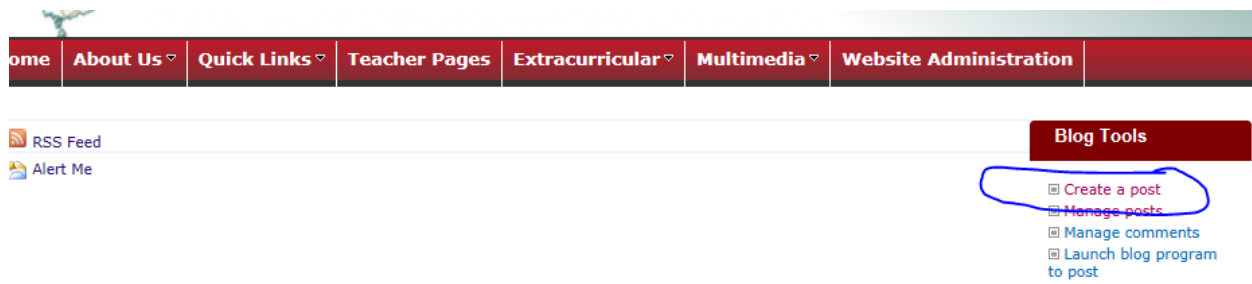 ome About Us Quick Links Teacher Pages Extracurricular Multimedia Website Administration
RSS Feed
Alert Me
Blog Tools
Create a post
Manage posts
Manage comments
Launch blog program
to post